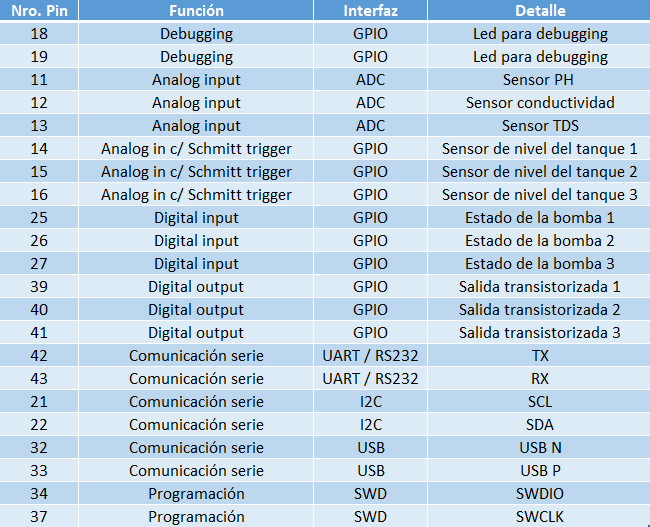 Nro. Pin Función Interfaz Detalle
18 Debugging GPIO Led para debugging
19 Debugging GPIO Led para debugging
11 Analog input ADC Sensor PH
12 Analog input ADC Sensor conductividad
13 Analog input ADC Sensor TDS
14 Analog in c/ Schmitt trigger GPIO Sensor de nivel del tanque 1
15 Analog in c/ Schmitt trigger GPIO Sensor de nivel del tanque 2
16 Analog in c/ Schmitt trigger GPIO Sensor de nivel del tanque 3
25 Digital input GPIO Estado de la bomba 1
26 Digital input GPIO Estado de la bomba 2
27 Digital input GPIO Estado de la bomba 3
39 Digital output GPIO Salida transistorizada 1
40 Digital output GPIO Salida transistorizada 2
41 Digital output GPIO Salida transistorizada 3
42 Comunicación serie UART / RS232 TX
43 Comunicación serie UART / RS232 RX
21 Comunicación serie I2C SCL
22 Comunicación serie I2C SDA
32 Comunicación serie USB USB N
33 Comunicación serie USB USB P
34 Programación SWD SWDIO
37 Programación SWD SWCLK